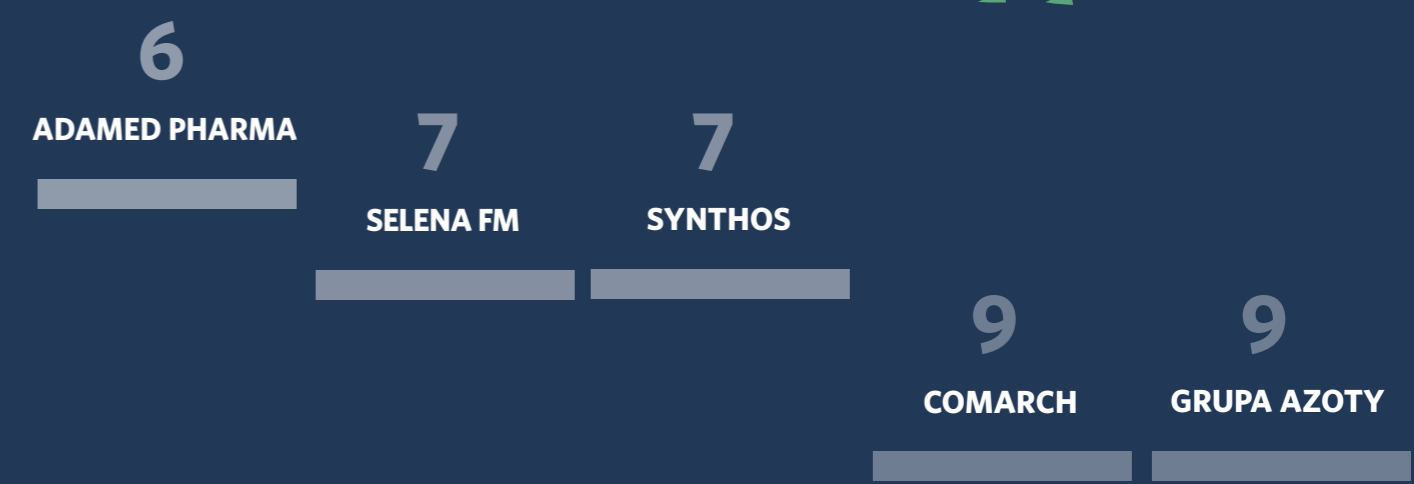 6
ADAMED PHARMA
7
SELENA FM
7
SYNTHOS
9
COMARCH
9
GRUPA AZOTY